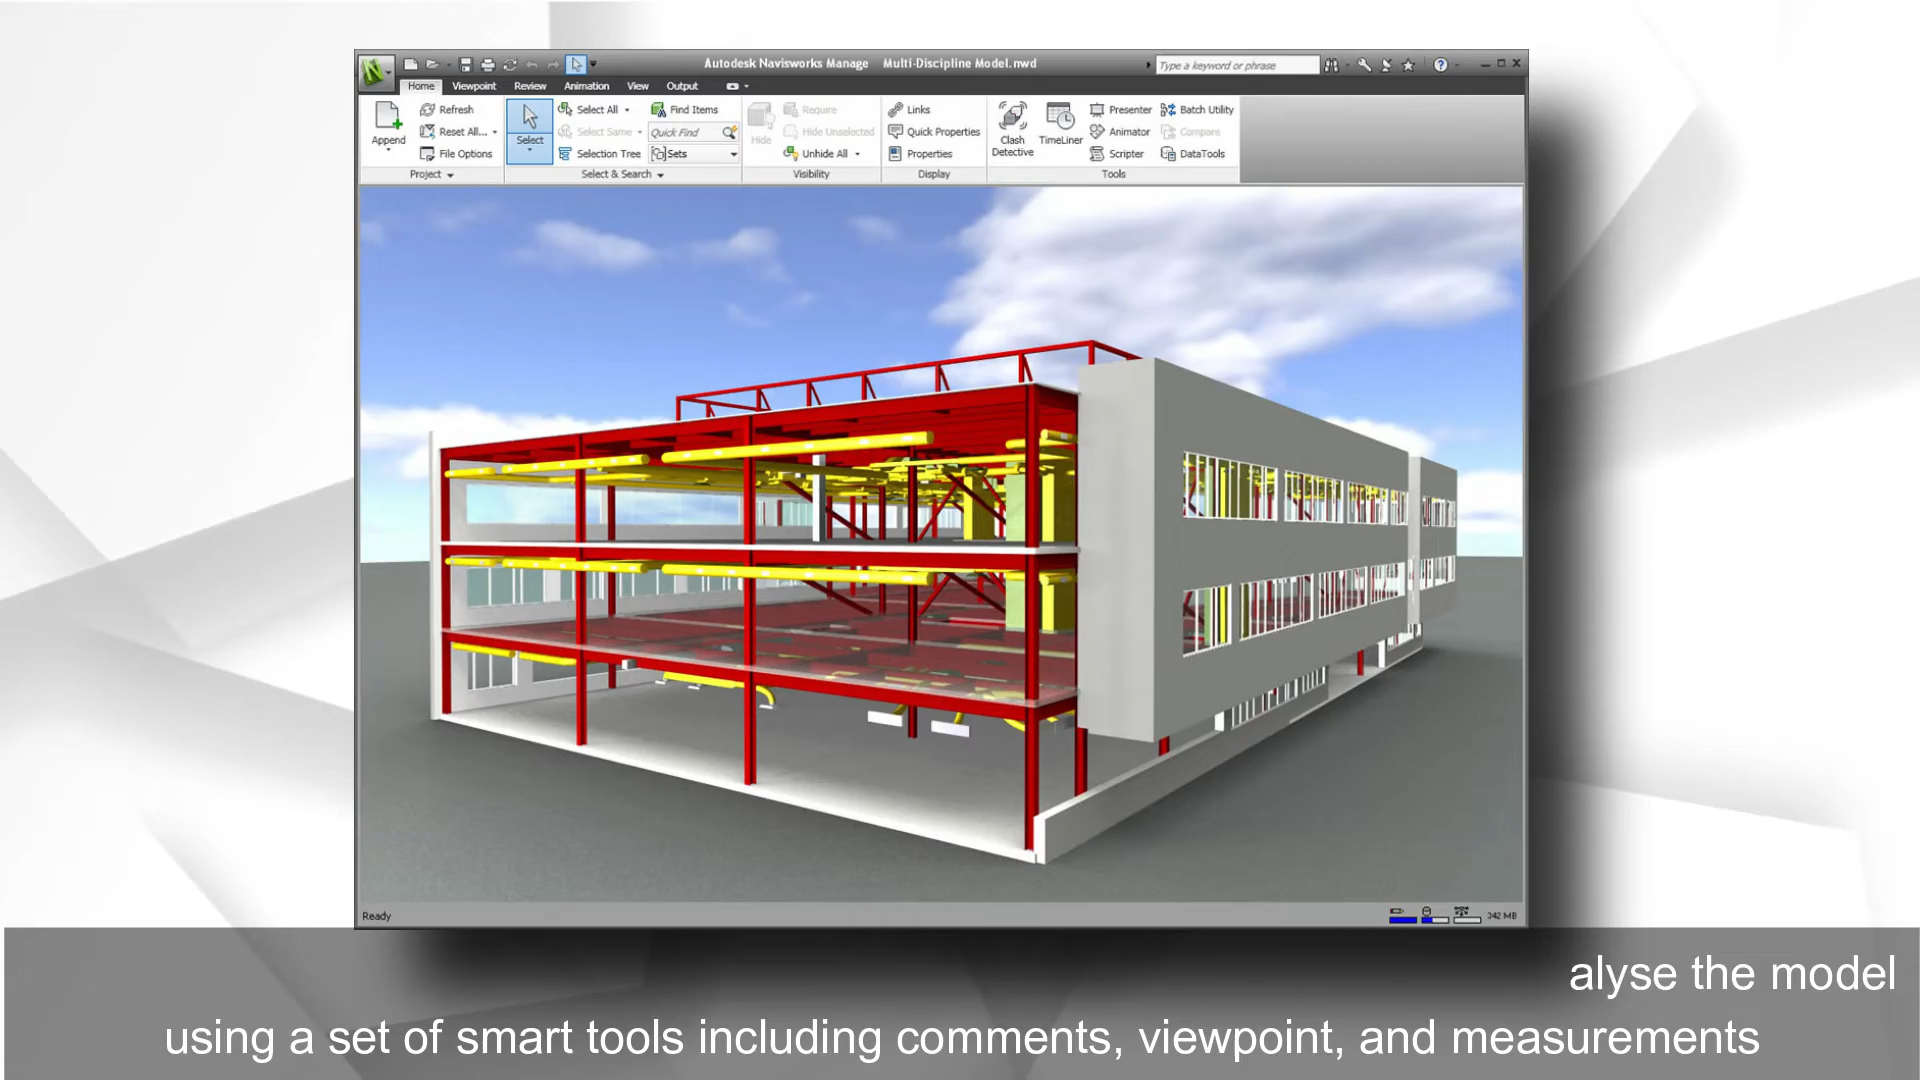 Autodesk Navisworks Manage Multi-Discipline Model.nwd
Type a keyword or phrase
Home Viewpoint Review Animation View Output
Append
Refresh
Reset All...
File Options
Project
Select
Select All
Select Same
Selection Tree
Find Items
Quick Find
Sets
Select & Search
Hide
Require
Hide Unselected
Unhide All
Visibility
Links
Quick Properties
Properties
Display
Clash
Detective
TimeLiner
Presenter
Animator
Scripter
Batch Utility
Compare
DataTools
Tools
Ready
342 MB
alyse the model
using a set of smart tools including comments, viewpoint, and measurements